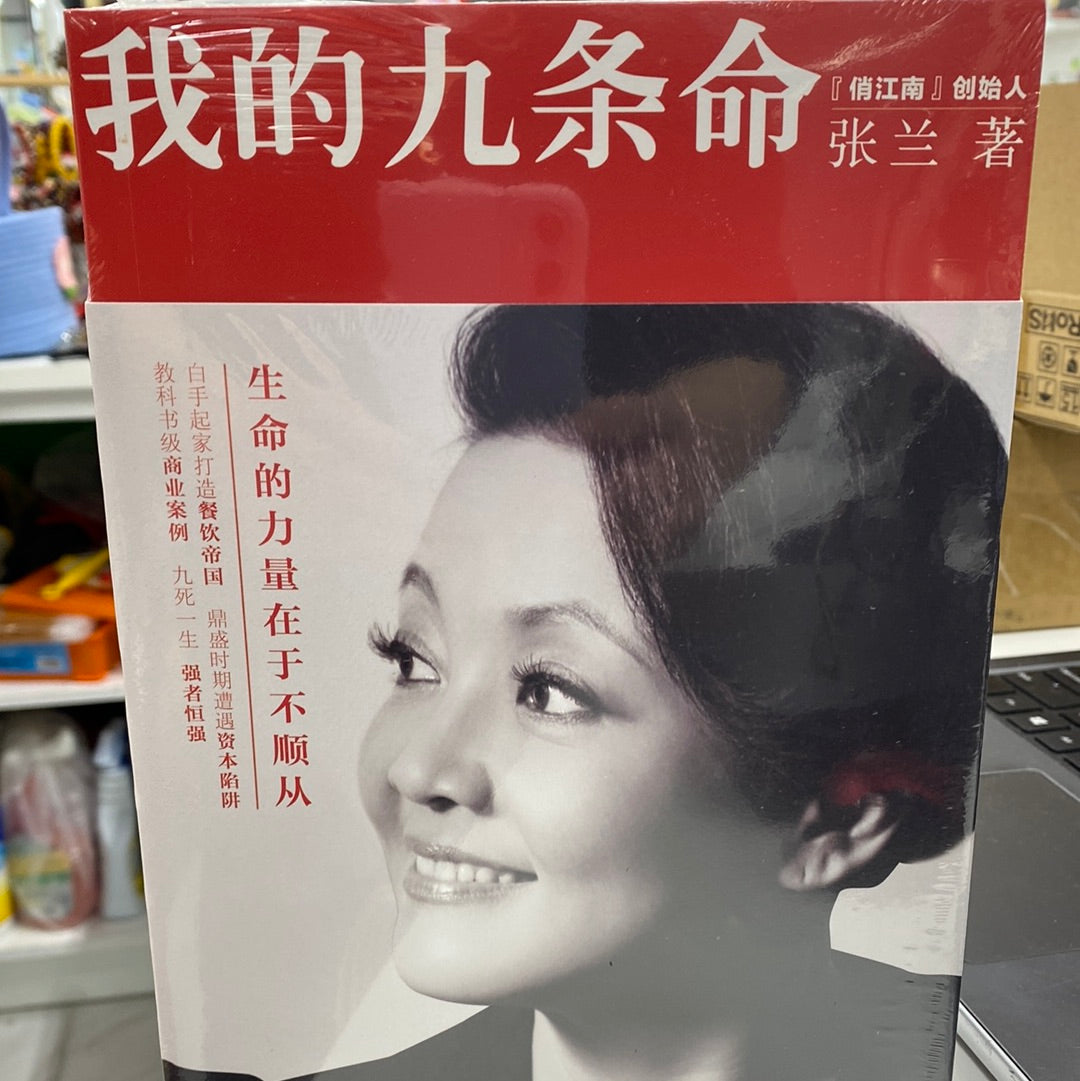 我的九条命
『俏江南』创始人
张兰 著
生命的力量在于不顺从
白手起家打造餐饮帝国 鼎盛时期遭遇资本陷阱
教科书级商业案例 九死一生 强者恒强
RoHS